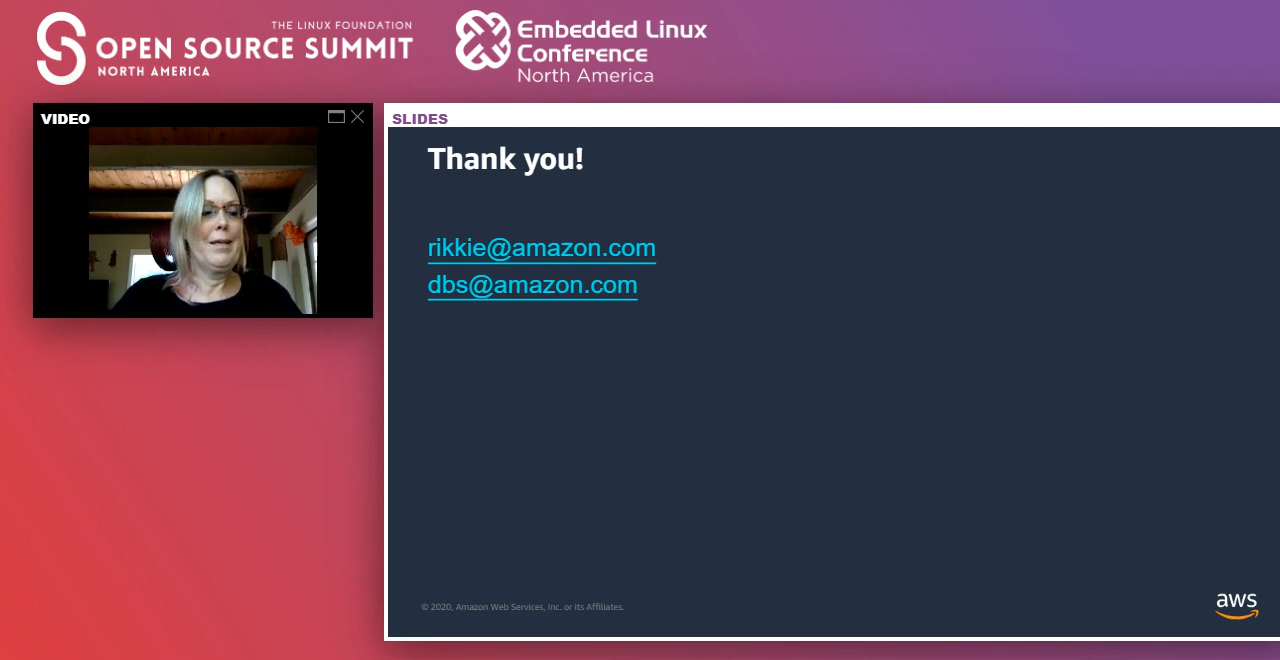 THE LINUX FOUNDATION
OPEN SOURCE SUMMIT
NORTH AMERICA
Embedded Linux
Conference
North America
VIDEO
SLIDES
Thank you!
rikkie@amazon.com
dbs@amazon.com
© 2020, Amazon Web Services, Inc. or its Affiliates.
aws